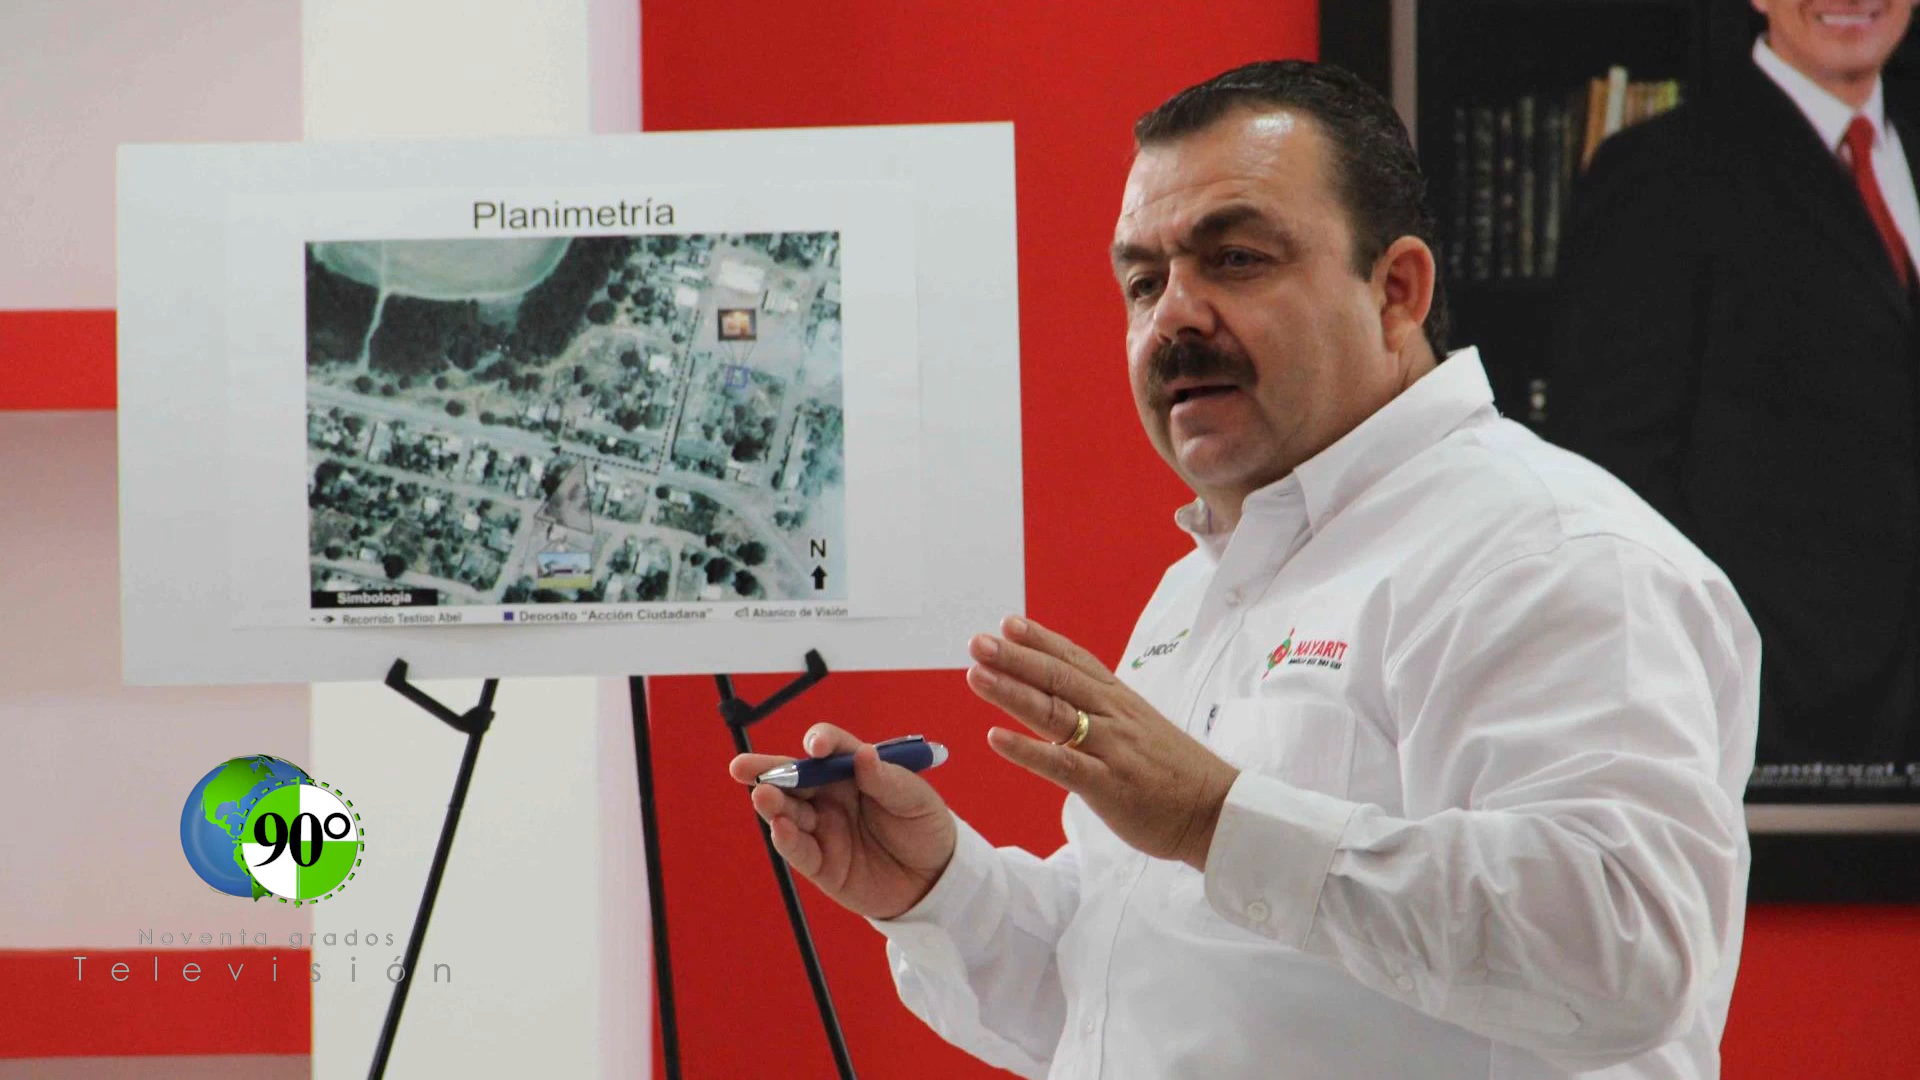 Planimetría
N
Simbología
Recorrido Testigo Abel
Deposito "Acción Ciudadana"
Abanico de Visión
NAYARIT
90°
Noventa grados
Televisión